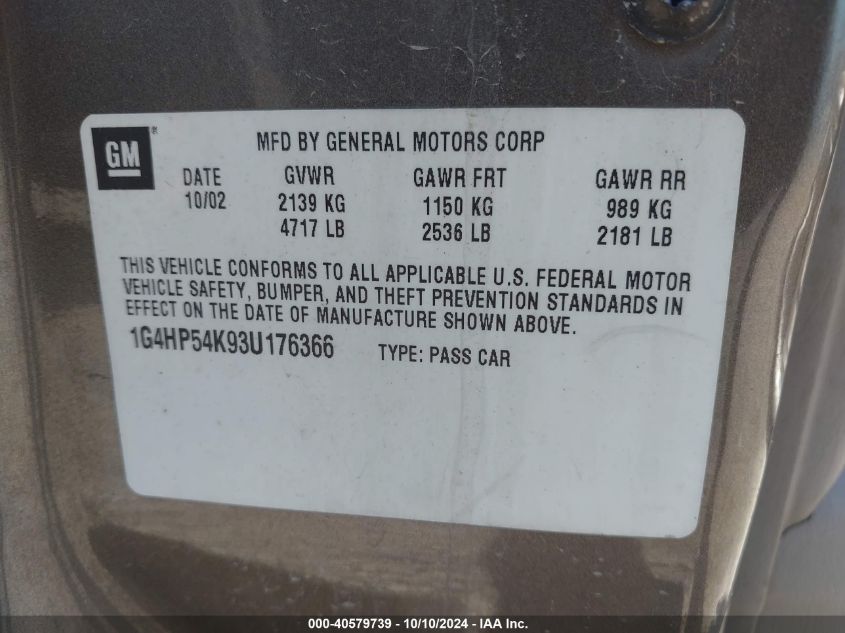 GM®
MFD BY GENERAL MOTORS CORP
DATE GVWR GAWR FRT GAWR RR
10/02 2139 KG 1150 KG 989 KG
4717 LB 2536 LB 2181 LB
THIS VEHICLE CONFORMS TO ALL APPLICABLE U.S. FEDERAL MOTOR
VEHICLE SAFETY, BUMPER, AND THEFT PREVENTION STANDARDS IN
EFFECT ON THE DATE OF MANUFACTURE SHOWN ABOVE.
1G4HP54K93U176366 TYPE: PASS CAR
000-40579739 - 10/10/2024 - IAA Inc.